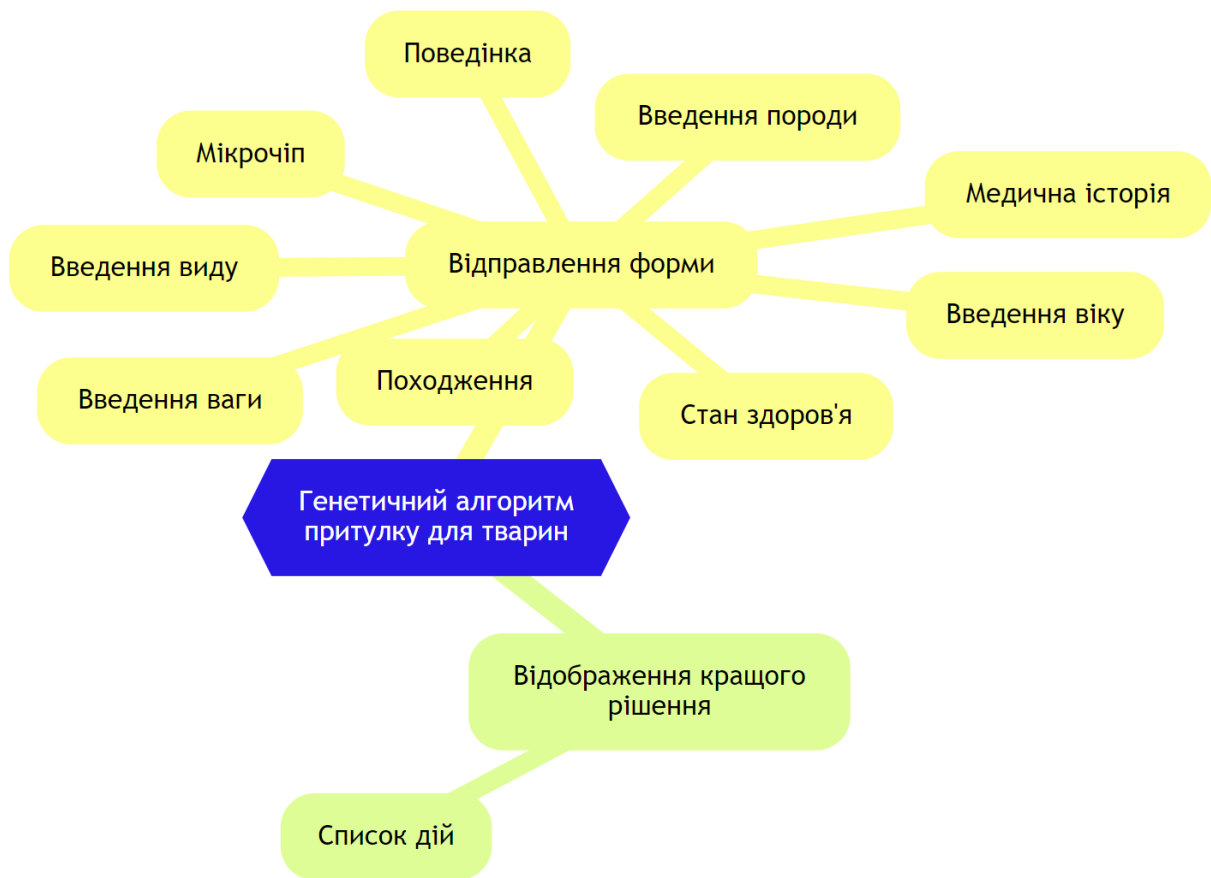 Поведінка
Введення породи
Мікрочіп
Медична історія
Відправлення форми
Введення виду
Введення віку
Походження
Введення ваги
Стан здоров'я
Генетичний алгоритм
притулку для тварин
Відображення кращого
рішення
Список дій